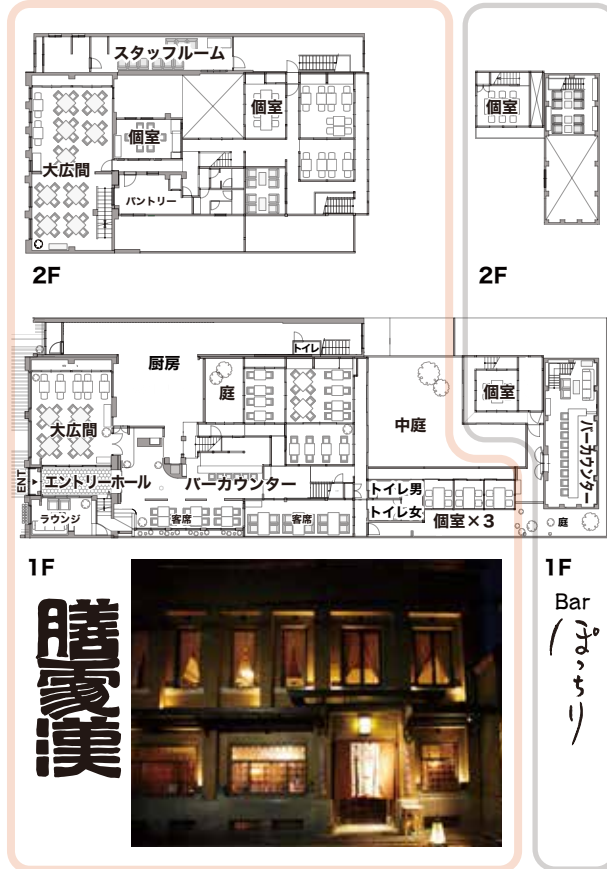 スタッフルーム
個室
個室
大広間
パントリー
2F
個室
2F
トイレ
厨房
庭
大広間
中庭
個室
バーカウンター
ENT
エントリーホール
バーカウンター
トイレ男
トイレ女
ラウンジ
客席
客席
個室×3
庭
1F
1F
膳處漢
Bar
ぽっちり